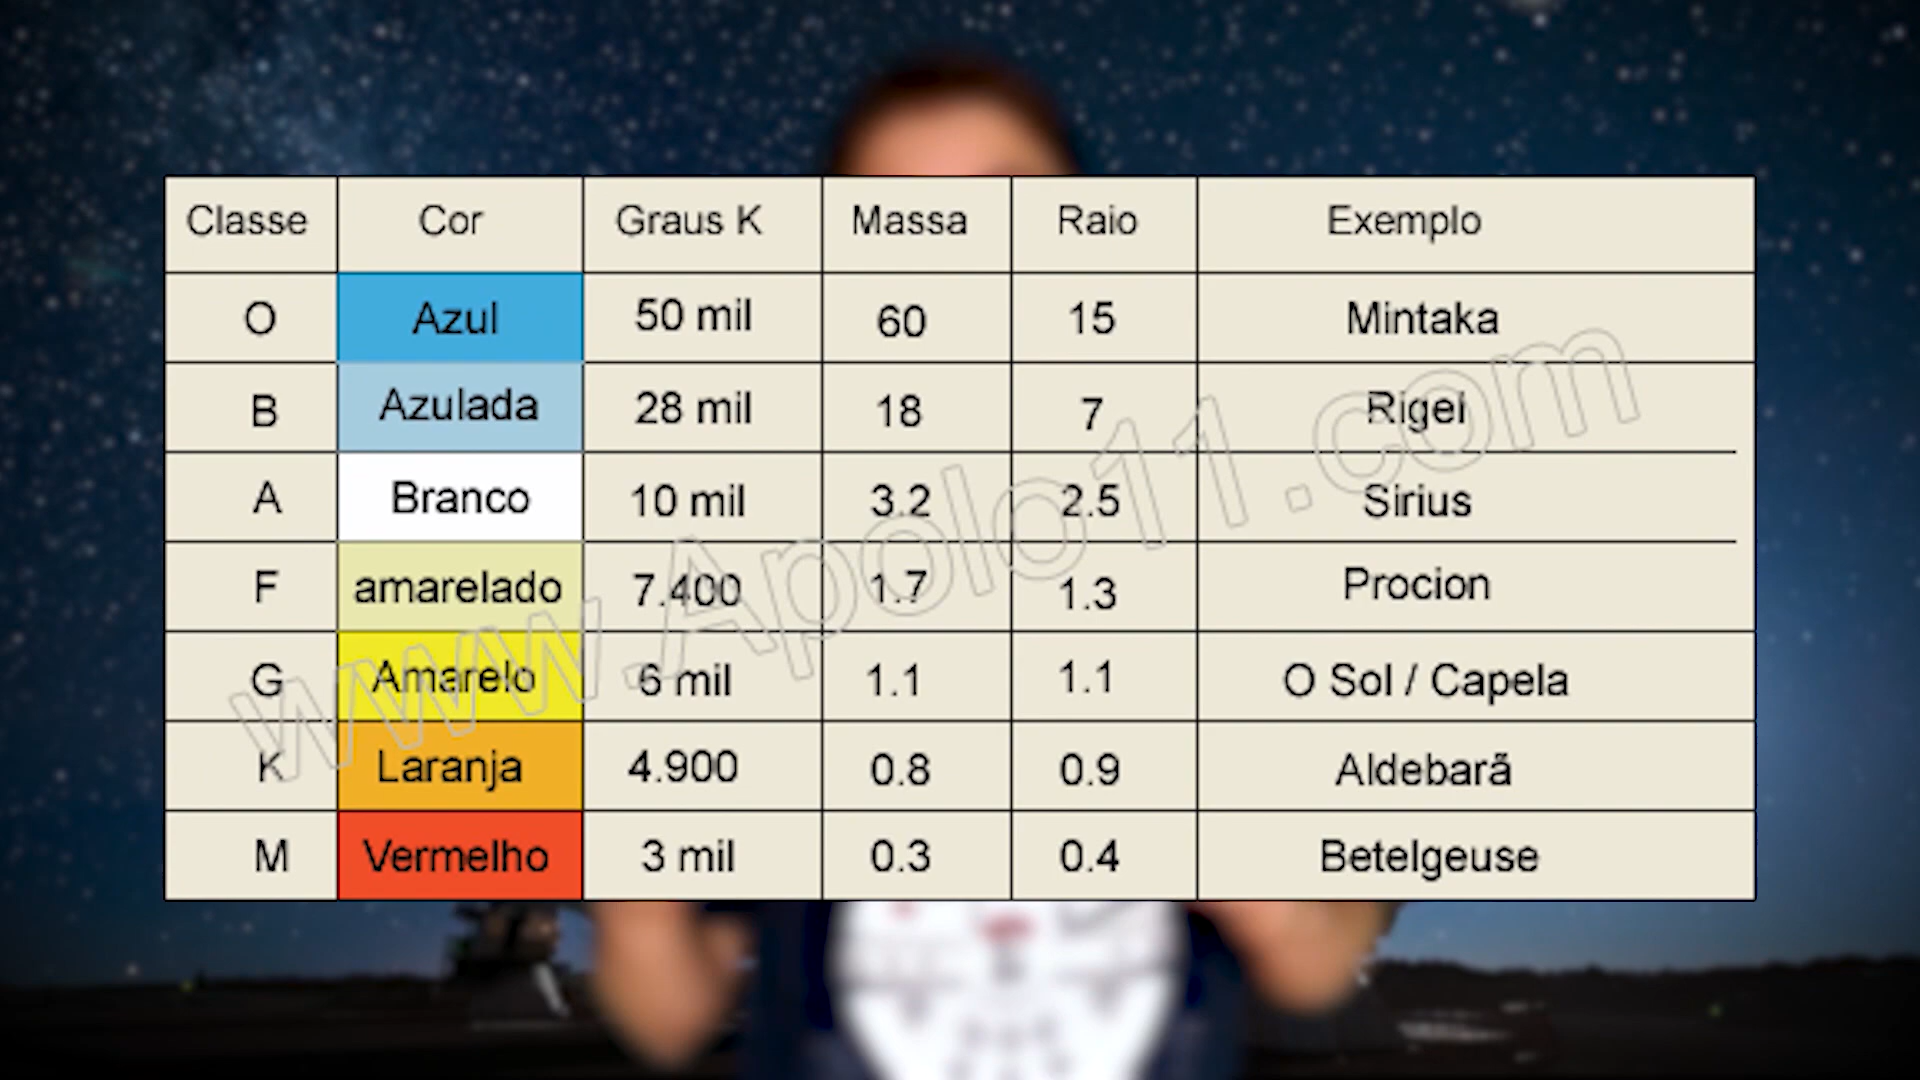 Classe Cor Graus K Massa Raio Exemplo
O Azul 50 mil 60 15 Mintaka
B Azulada 28 mil 18 7 Rigel
A Branco 10 mil 3.2 2.5 Sirius
F amarelado 7.400 1.7 1.3 Procion
G Amarelo 6 mil 1.1 1.1 O Sol / Capela
K Laranja 4.900 0.8 0.9 Aldebarã
M Vermelho 3 mil 0.3 0.4 Betelgeuse
www.Apolo11.com